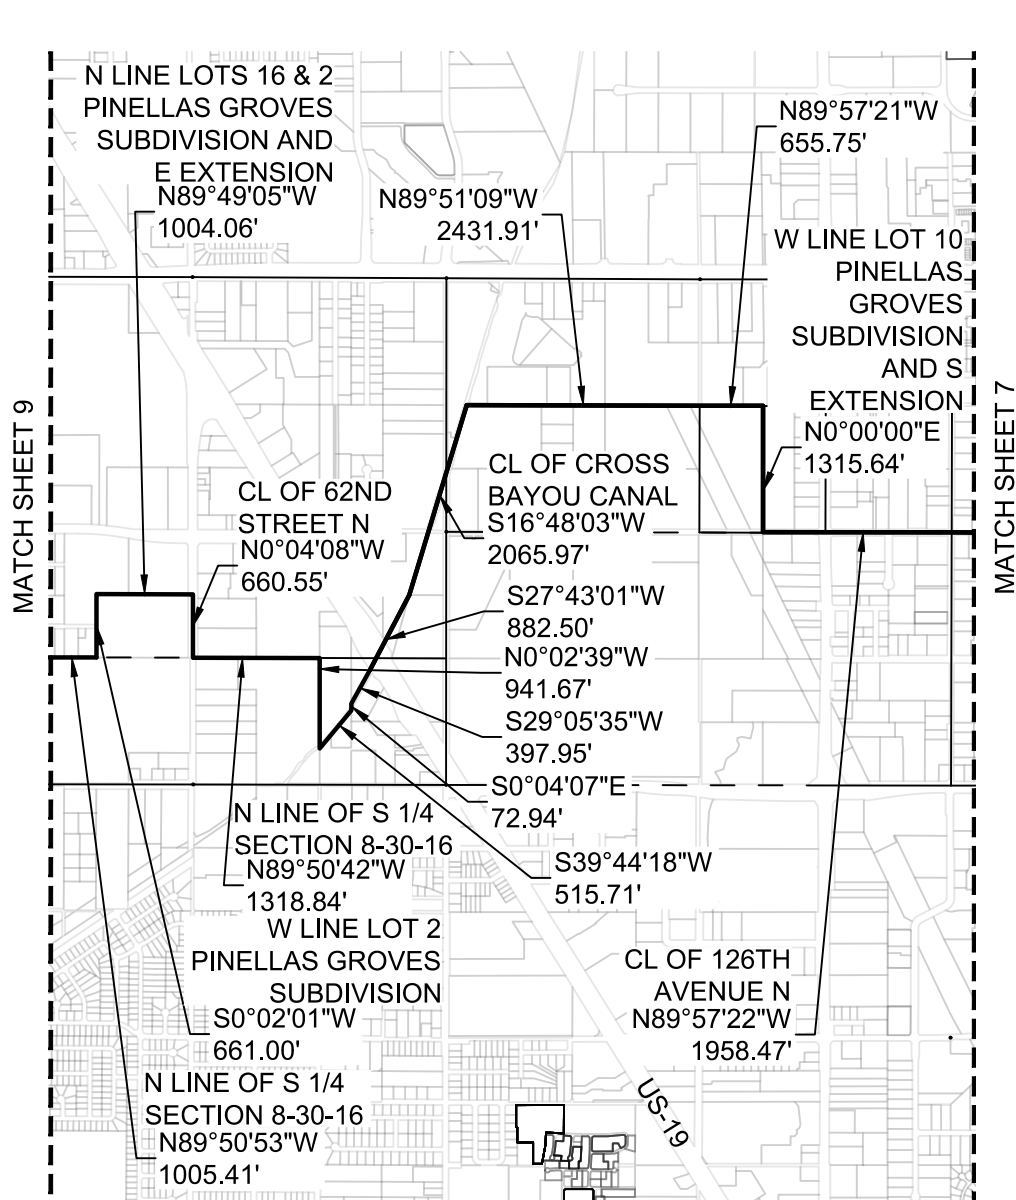 N LINE LOTS 16 & 2
PINELLAS GROVES
SUBDIVISION AND
E EXTENSION
N89°49'05"W
1004.06'
N89°51'09"W
2431.91'
N89°57'21"W
655.75'
W LINE LOT 10
PINELLAS
GROVES
SUBDIVISION
AND S
EXTENSION
N0°00'00"E
1315.64'
MATCH SHEET 9
MATCH SHEET 7
CL OF 62ND
STREET N
N0°04'08"W
660.55'
CL OF CROSS
BAYOU CANAL
S16°48'03"W
2065.97'
S27°43'01"W
882.50'
N0°02'39"W
941.67'
S29°05'35"W
397.95'
S0°04'07"E
72.94'
S39°44'18"W
515.71'
N LINE OF S 1/4
SECTION 8-30-16
N89°50'42"W
1318.84'
W LINE LOT 2
PINELLAS GROVES
SUBDIVISION
S0°02'01"W
661.00'
CL OF 126TH
AVENUE N
N89°57'22"W
1958.47'
N LINE OF S 1/4
SECTION 8-30-16
N89°50'53"W
1005.41'
US-19